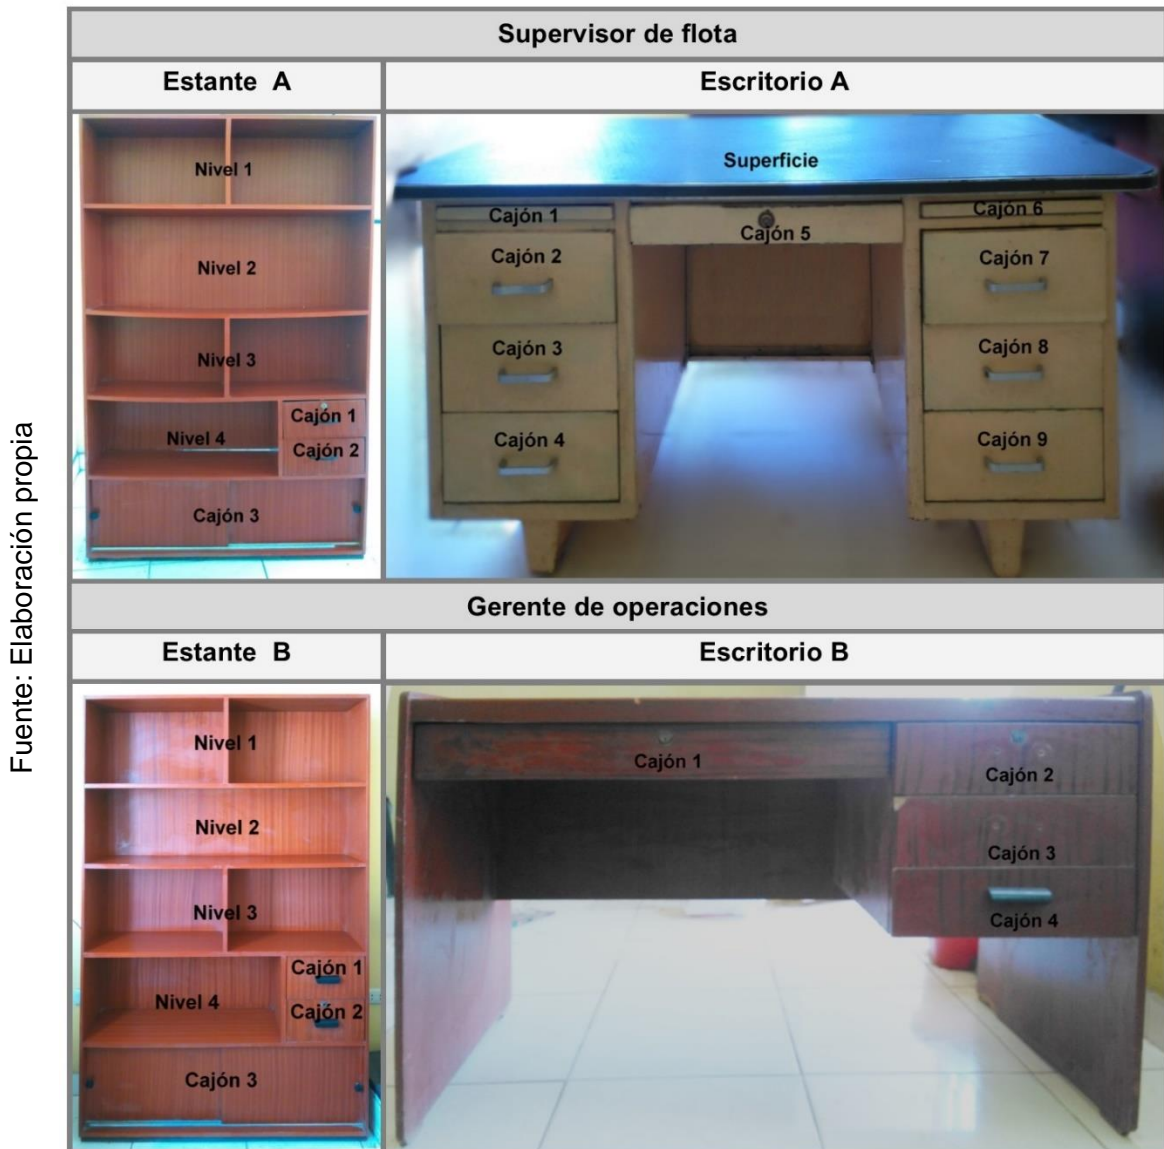 Supervisor de flota
Estante A
Escritorio A
Nivel 1
Nivel 2
Nivel 3
Nivel 4
Cajón 1
Cajón 2
Cajón 3
Superficie
Cajón 1
Cajón 2
Cajón 3
Cajón 4
Cajón 5
Cajón 6
Cajón 7
Cajón 8
Cajón 9
Gerente de operaciones
Estante B
Escritorio B
Nivel 1
Nivel 2
Nivel 3
Nivel 4
Cajón 1
Cajón 2
Cajón 3
Cajón 1
Cajón 2
Cajón 3
Cajón 4
Fuente: Elaboración propia